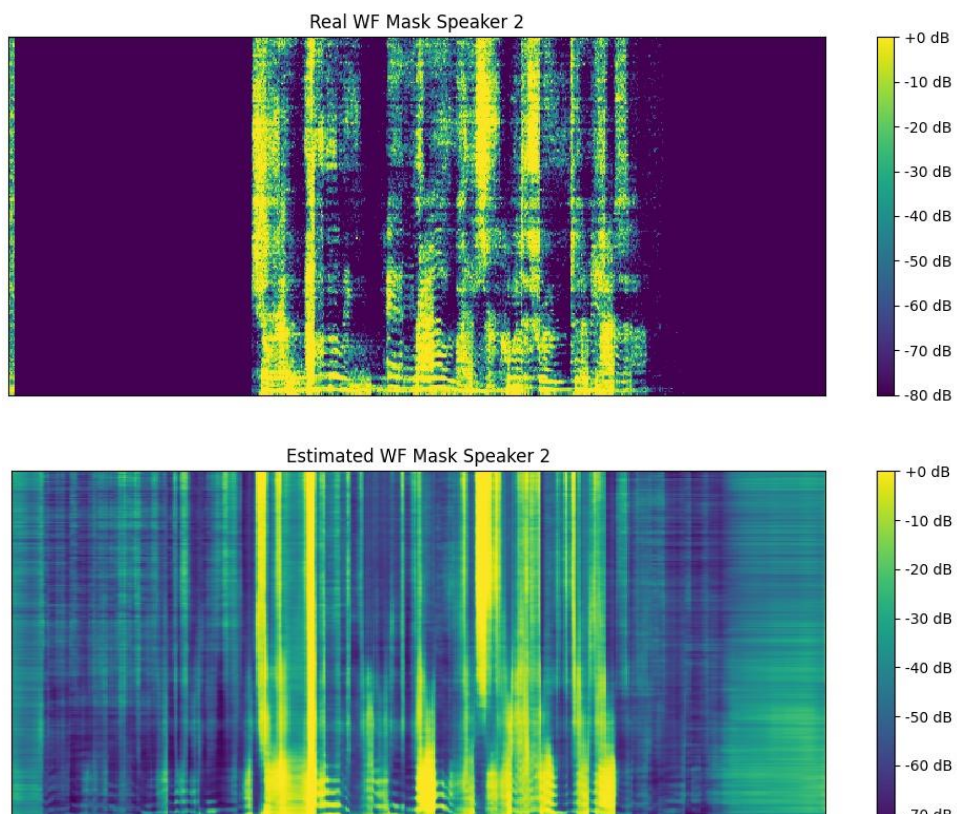 Real WF Mask Speaker 2
+0 dB
-10 dB
-20 dB
-30 dB
-40 dB
-50 dB
-60 dB
-70 dB
-80 dB
Estimated WF Mask Speaker 2
+0 dB
-10 dB
-20 dB
-30 dB
-40 dB
-50 dB
-60 dB
-70 dB